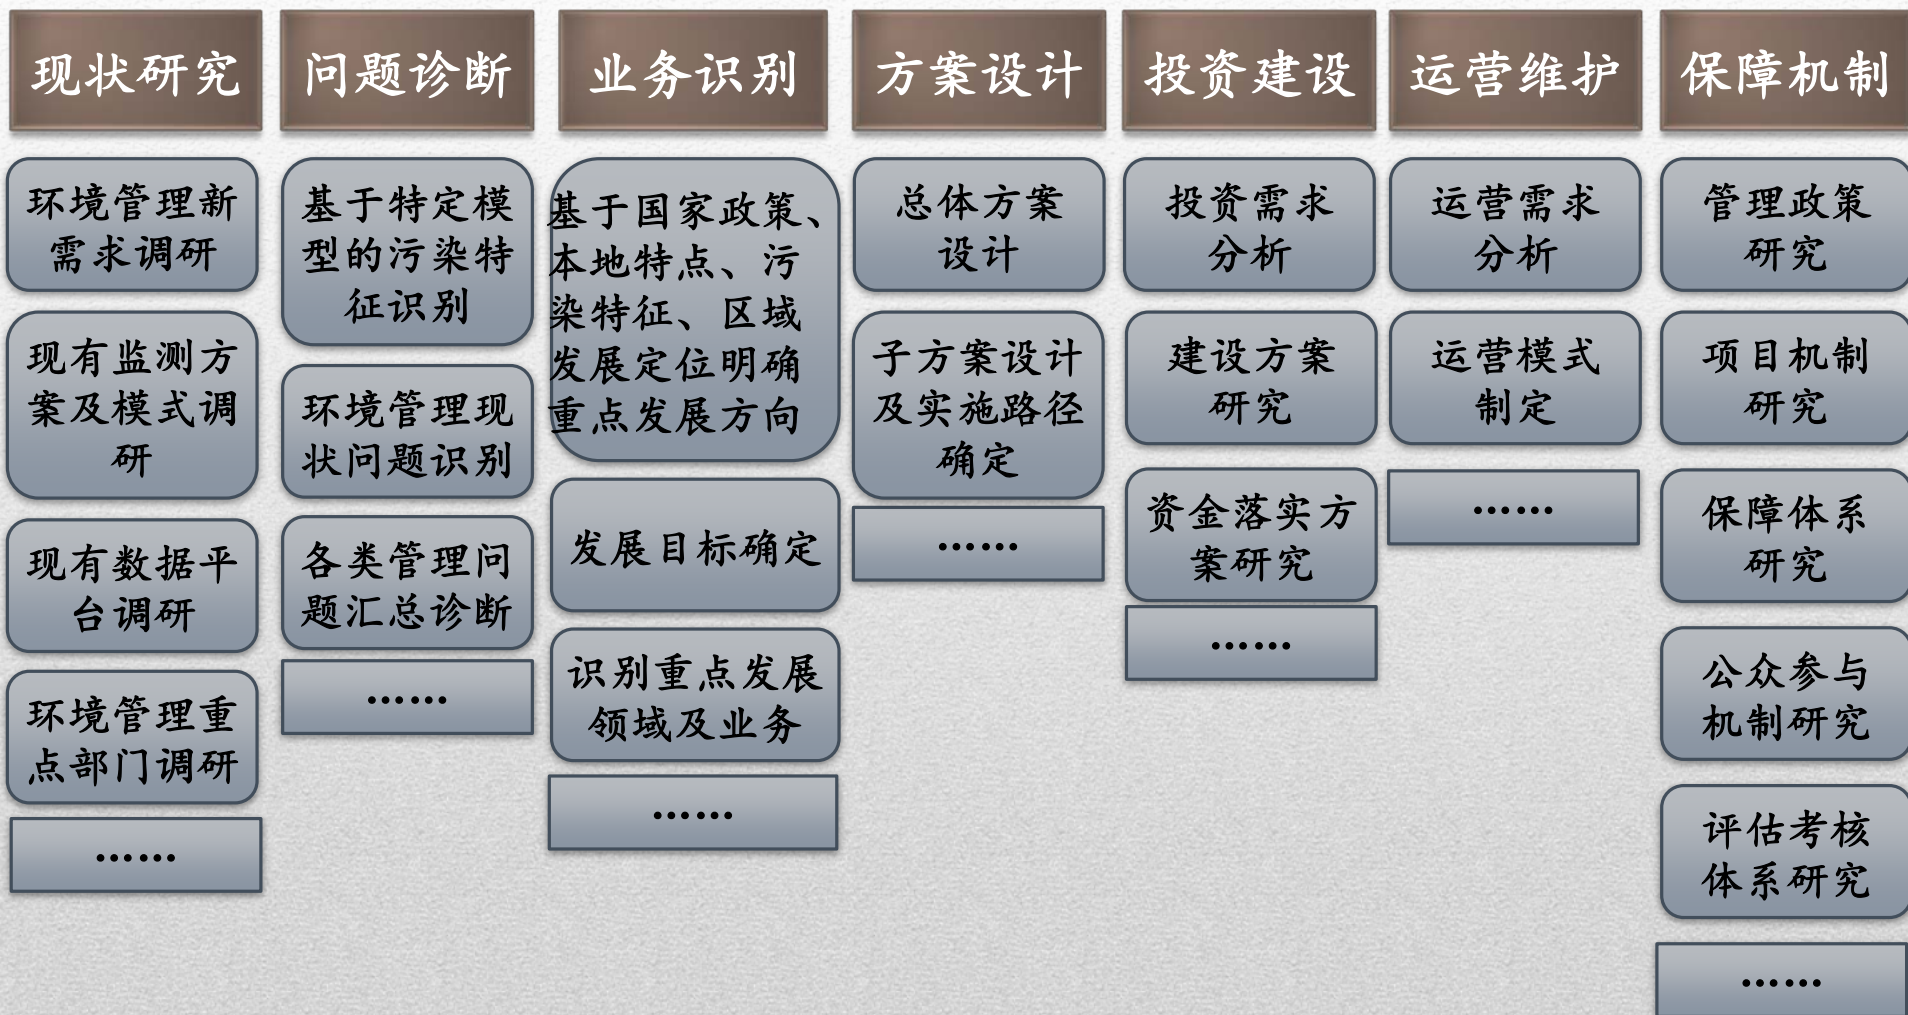 现状研究
环境管理新
需求调研
现有监测方
案及模式调
研
现有数据平
台调研
环境管理重
点部门调研
······
问题诊断
基于特定模
型的污染特
征识别
环境管理现
状问题识别
各类管理问
题汇总诊断
······
业务识别
基于国家政策、
本地特点、污
染特征、区域
发展定位明确
重点发展方向
发展目标确定
识别重点发展
领域及业务
······
方案设计
总体方案
设计
子方案设计
及实施路径
确定
······
投资建设
投资需求
分析
建设方案
研究
资金落实方
案研究
······
运营维护
运营需求
分析
运营模式
制定
······
保障机制
管理政策
研究
项目机制
研究
保障体系
研究
公众参与
机制研究
评估考核
体系研究
······